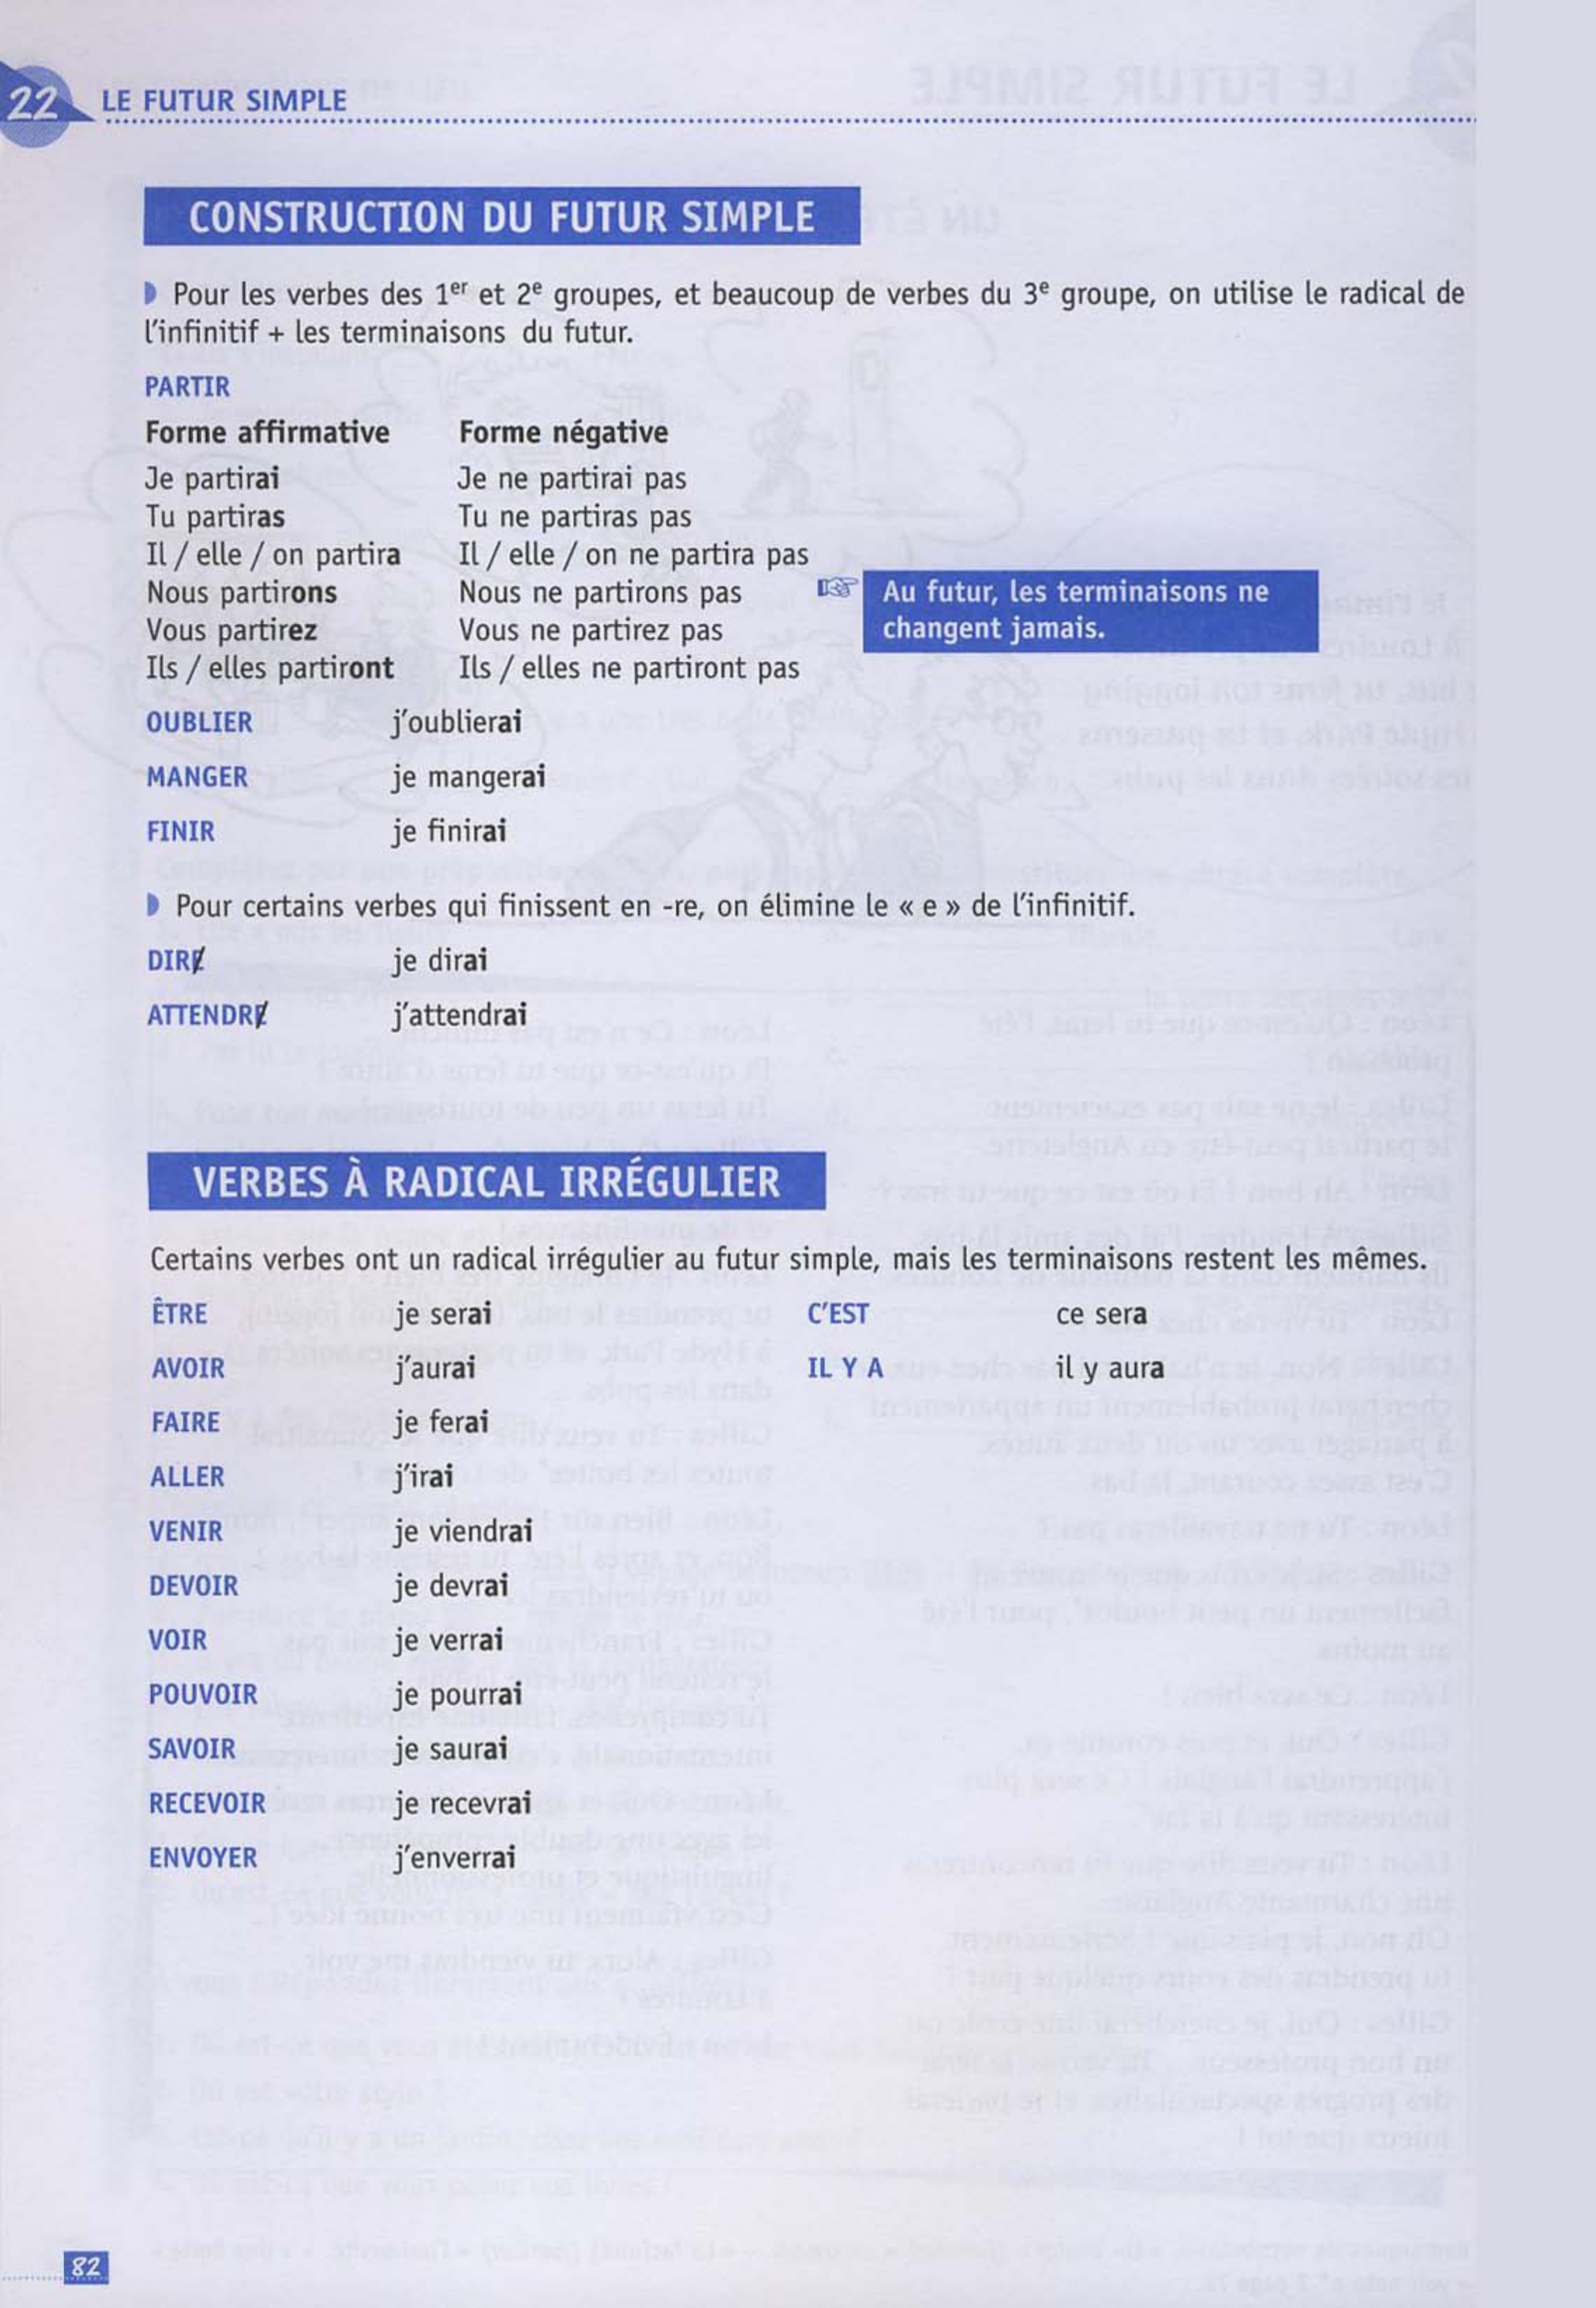 22 LE FUTUR SIMPLE
CONSTRUCTION DU FUTUR SIMPLE
Pour les verbes des 1er et 2e groupes, et beaucoup de verbes du 3e groupe, on utilise le radical de
l'infinitif + les terminaisons du futur.
PARTIR
Forme affirmative Forme négative
Je partirai Je ne partirai pas
Tu partiras Tu ne partiras pas
Il / elle / on partira Il / elle / on ne partira pas
Nous partirons Nous ne partirons pas
Vous partirez Vous ne partirez pas
Ils / elles partiront Ils / elles ne partiront pas
☞ Au futur, les terminaisons ne
changent jamais.
OUBLIER j'oublierai
MANGER je mangerai
FINIR je finirai
Pour certains verbes qui finissent en -re, on élimine le « e » de l'infinitif.
DIRE je dirai
ATTENDRE j'attendrai
VERBES À RADICAL IRRÉGULIER
Certains verbes ont un radical irrégulier au futur simple, mais les terminaisons restent les mêmes.
ÊTRE je serai C'EST ce sera
AVOIR j'aurai IL Y A il y aura
FAIRE je ferai
ALLER j'irai
VENIR je viendrai
DEVOIR je devrai
VOIR je verrai
POUVOIR je pourrai
SAVOIR je saurai
RECEVOIR je recevrai
ENVOYER j'enverrai
82